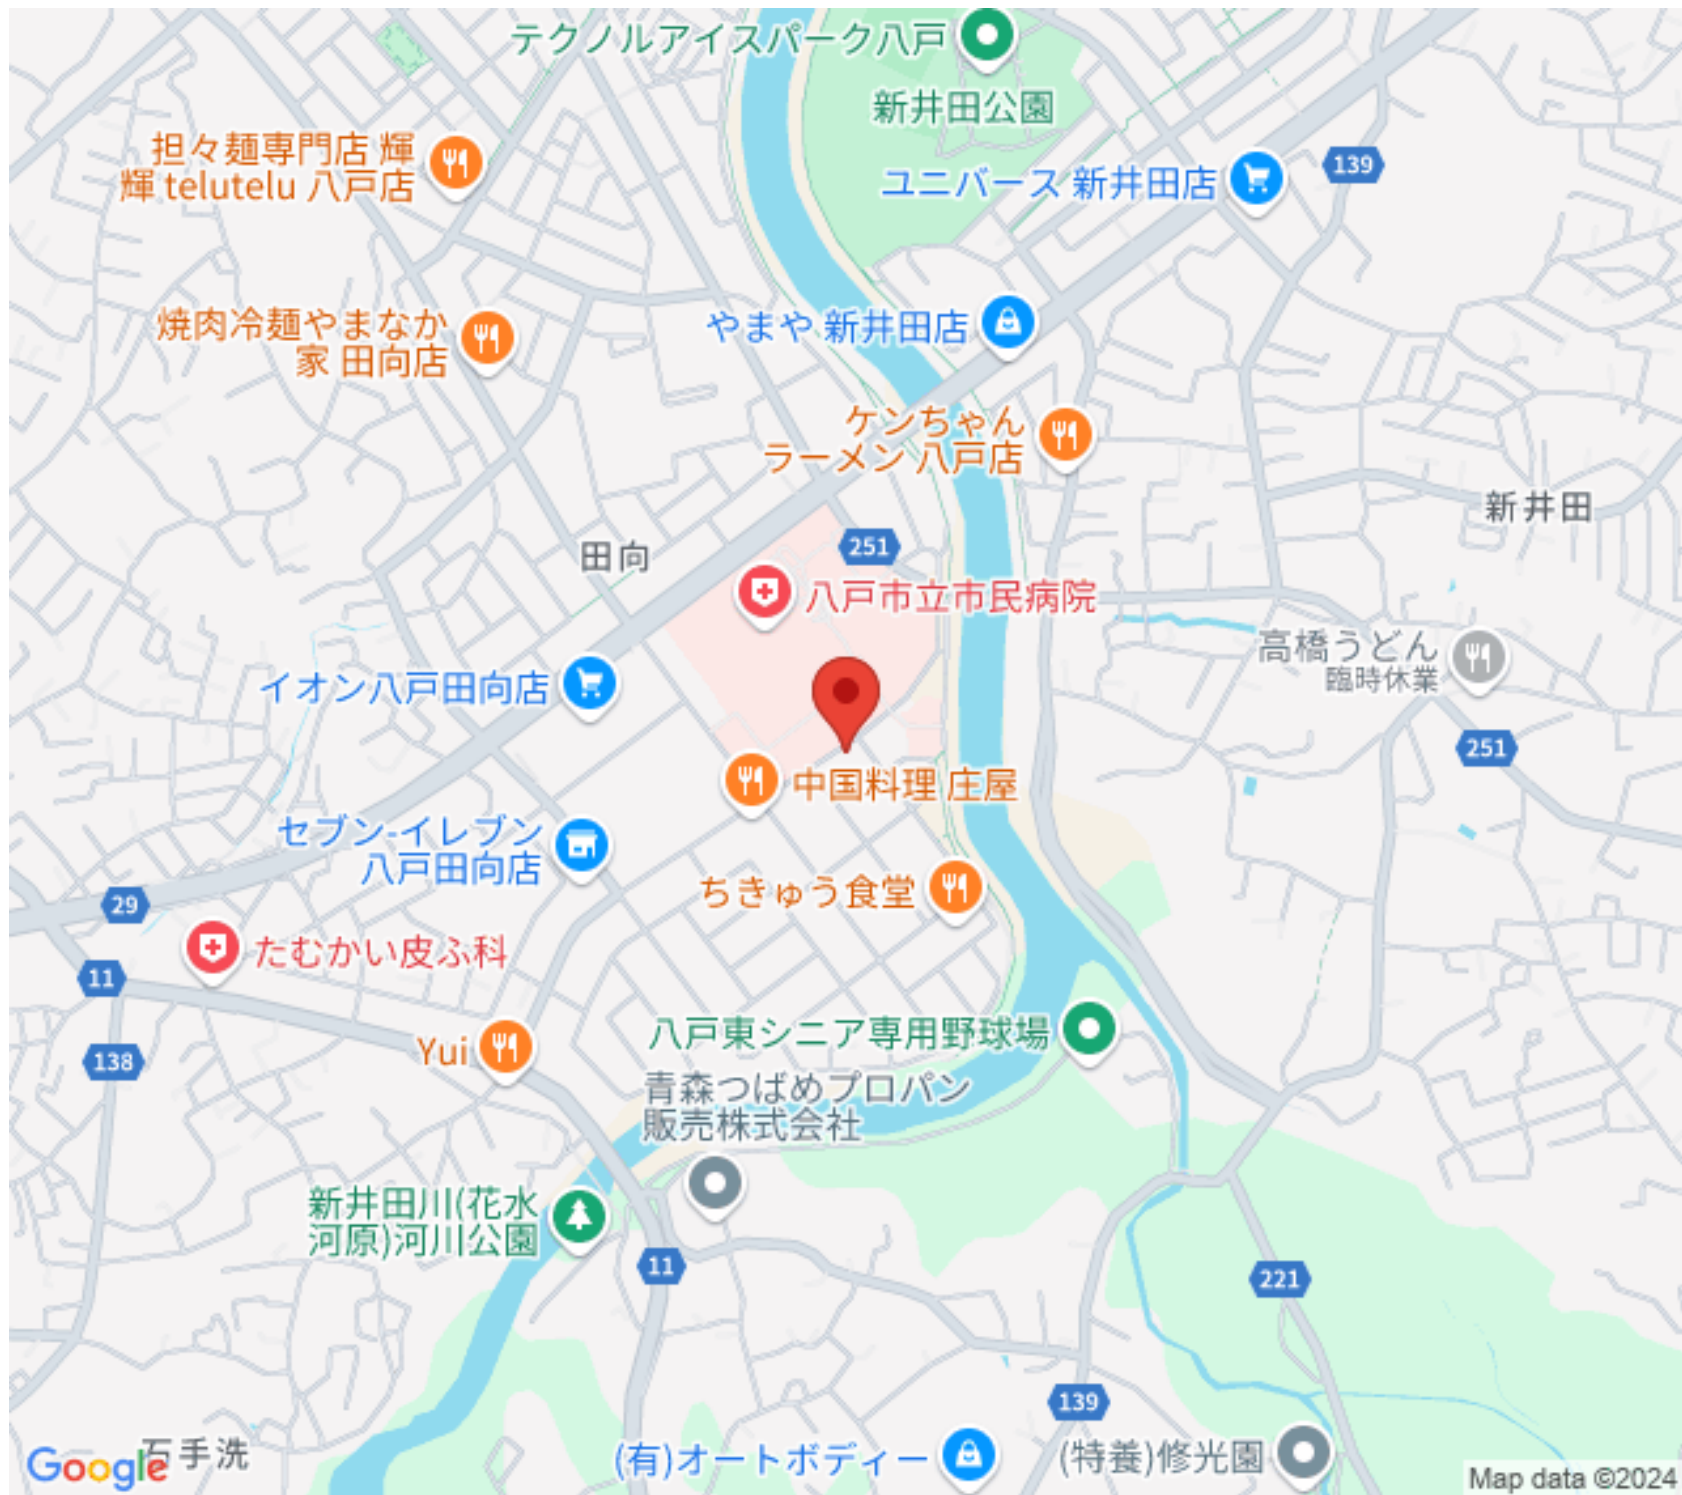 テクノルアイスパーク八戸
新井田公園
担々麺専門店 輝
輝 telutelu 八戸店
ユニバース 新井田店
139
焼肉冷麺やまなか
家 田向店
やまや 新井田店
ケンちゃん
ラーメン 八戸店
新井田
251
田向
八戸市立市民病院
高橋うどん
臨時休業
イオン八戸田向店
251
中国料理 庄屋
セブン-イレブン
八戸田向店
ちきゅう食堂
29
たむかい皮ふ科
11
八戸東シニア専用野球場
Yui
138
青森つばめプロパン
販売株式会社
新井田川(花水
河原)河川公園
11
221
139
石手洗
(有)オートボディー
(特養)修光園
Google
Map data ©2024